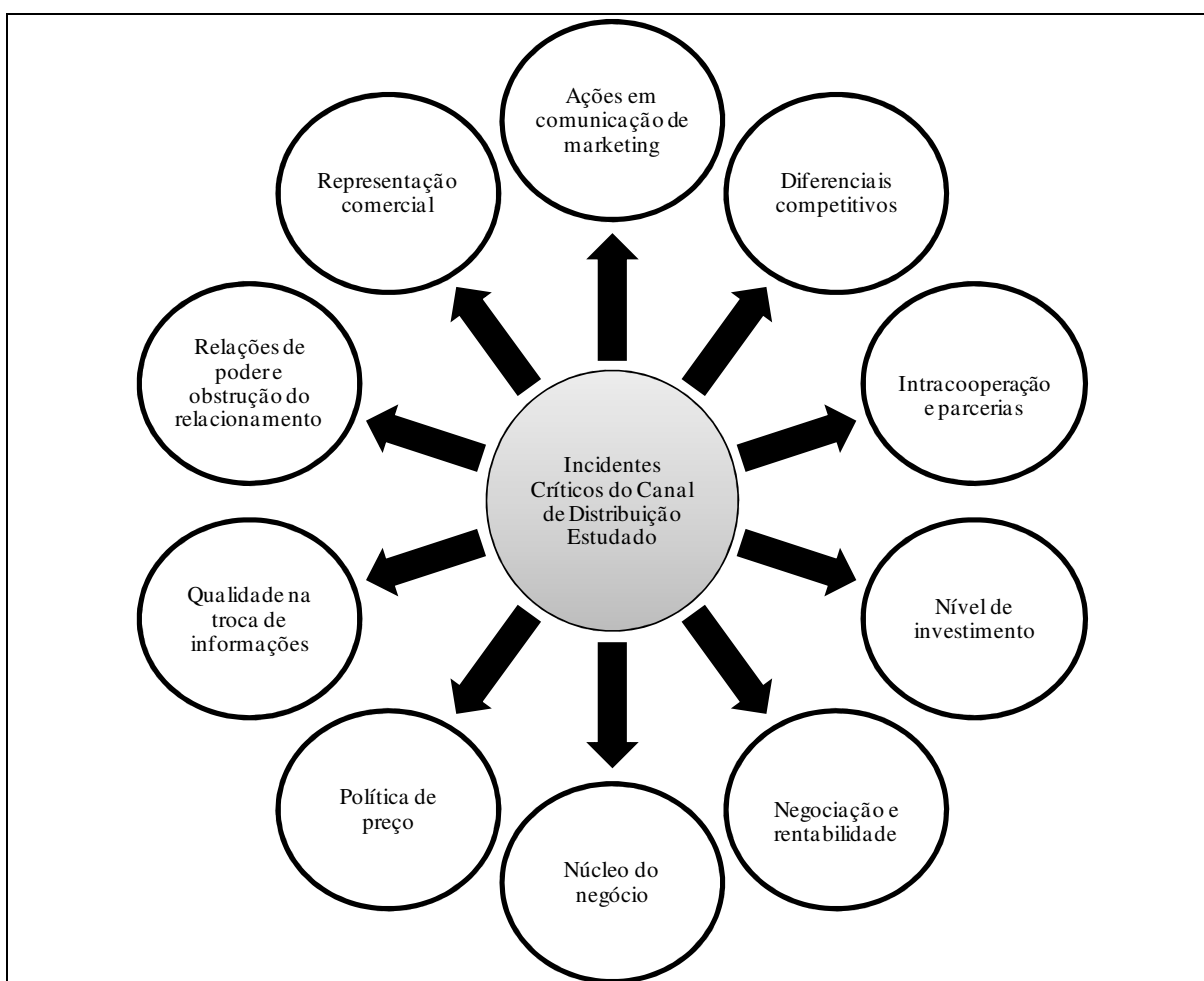 Ações em
comunicação de
marketing
Diferenciais
competitivos
Intracooperação
e parcerias
Nível de
investimento
Negociação e
rentabilidade
Núcleo do
negócio
Política de
preço
Qualidade na
troca de
informações
Relações de
poder e
obstrução do
relacionamento
Representação
comercial
Incidentes
Críticos do Canal
de Distribuição
Estudado